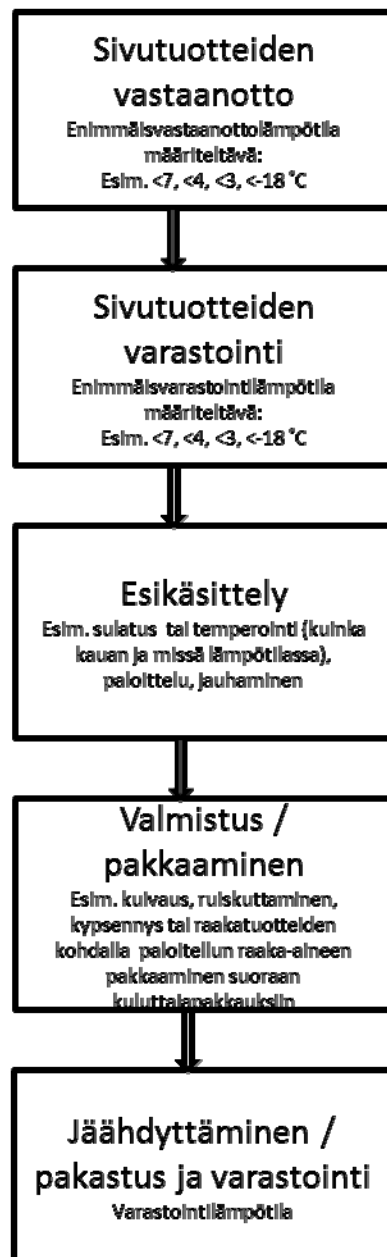 Sivutuotteiden
vastaanotto
Enimmäisvastaanottolämpötila
määriteltävä:
Esim. <7, <4, <3, <-18 °C
Sivutuotteiden
varastointi
Enimmäisvarastointilämpötila
määriteltävä:
Esim. <7, <4, <3, <-18 °C
Esikäsittely
Esim. sulatus tai temperointi (kuinka
kauan ja missä lämpötilassa),
paloittelu, jauhaminen
Valmistus /
pakkaaminen
Esim. kuivaus, ruiskuttaminen,
kypsennys tai raakatuotteiden
kohdalla paloitellun raaka-aineen
pakkaaminen suoraan
kuluttajapakkauksiin
Jäähdyttäminen /
pakastus ja varastointi
Varastointilämpötila